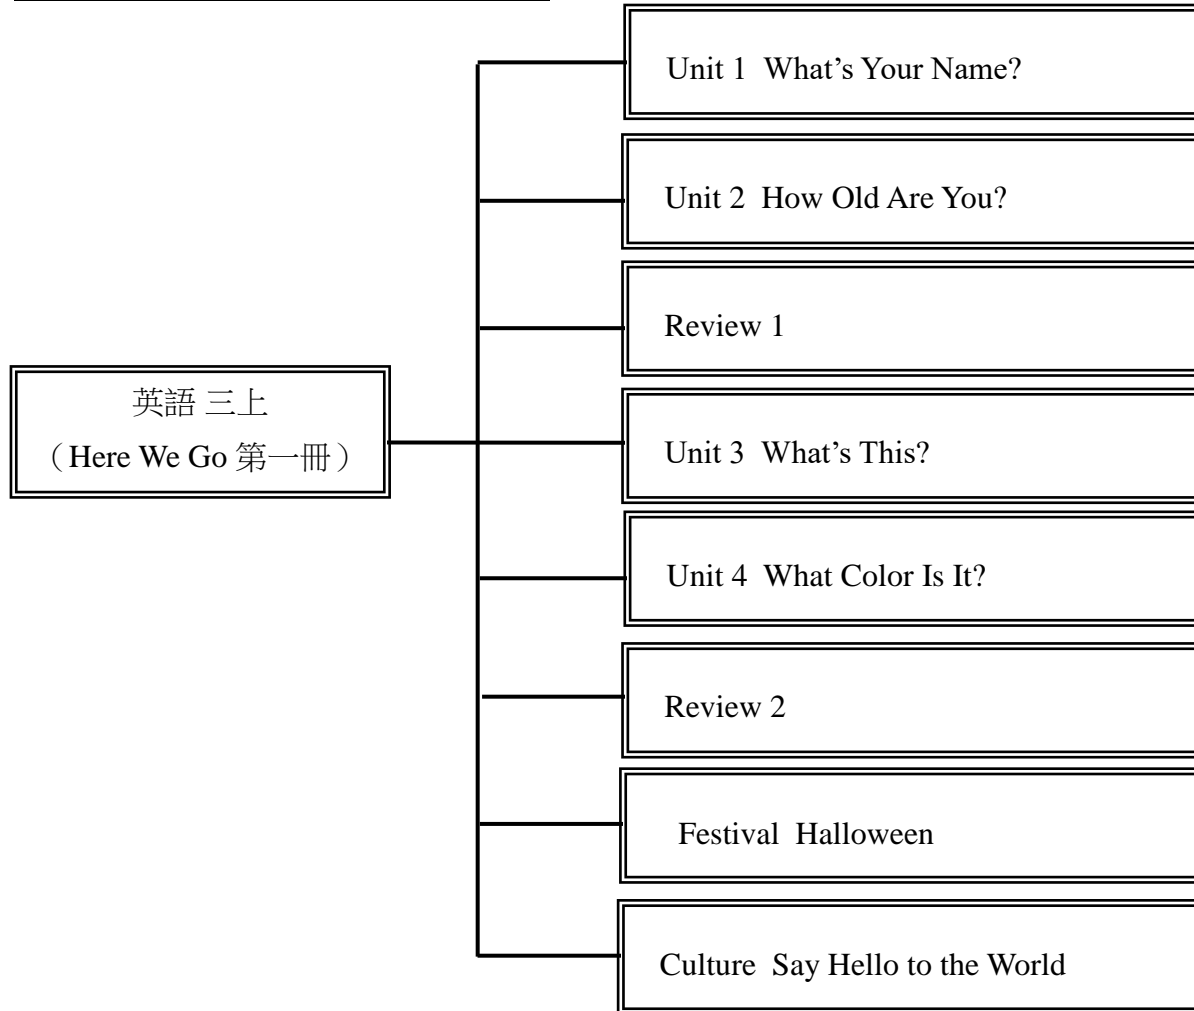 Unit 1  What’s Your Name?
Unit 2  How Old Are You?
Review 1
英語 三上
（Here We Go 第一冊）
Unit 3  What’s This?
Unit 4  What Color Is It?
Review 2
Festival  Halloween
Culture  Say Hello to the World